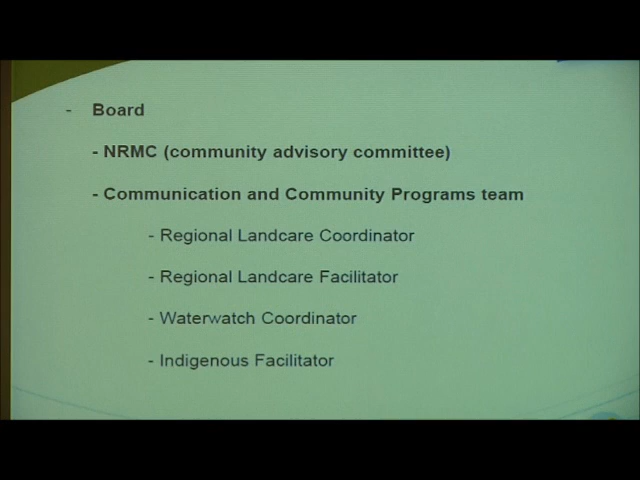 - Board
- NRMC (community advisory committee)
- Communication and Community Programs team
- Regional Landcare Coordinator
- Regional Landcare Facilitator
- Waterwatch Coordinator
- Indigenous Facilitator